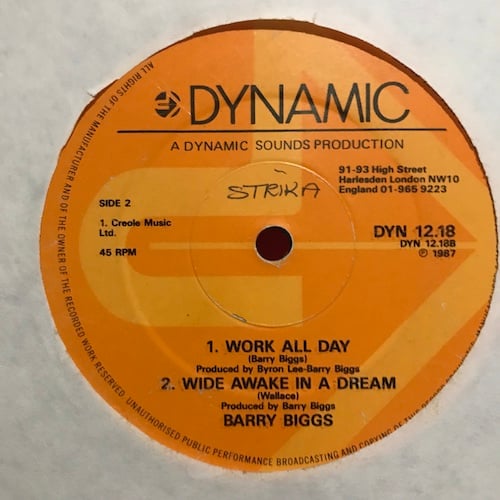 DYNAMIC
A DYNAMIC SOUNDS PRODUCTION
91-93 High Street
Harlesden London NW10
England 01-965 9223
STRIKA
SIDE 2
1. Creole Music
Ltd.
45 RPM
DYN 12.18
DYN 12.18B
℗ 1987
1. WORK ALL DAY
(Barry Biggs)
Produced by Byron Lee-Barry Biggs
2. WIDE AWAKE IN A DREAM
(Wallace)
Produced by Barry Biggs
BARRY BIGGS
ALL RIGHTS OF THE MANUFACTURER AND OF THE OWNER OF THE RECORDED WORK RESERVED. UNAUTHORISED PUBLIC PERFORMANCE BROADCASTING AND COPYING OF THIS